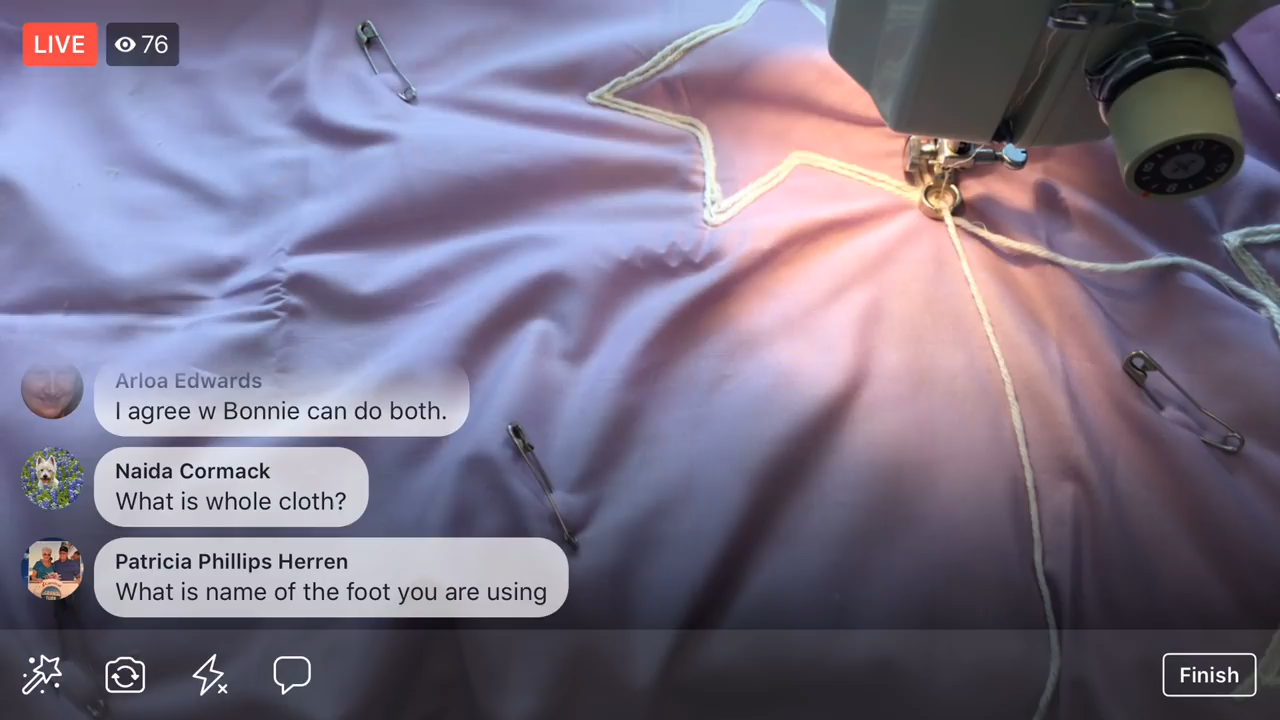 LIVE 76
Arloa Edwards
I agree w Bonnie can do both.
Naida Cormack
What is whole cloth?
Patricia Phillips Herren
What is name of the foot you are using
Finish